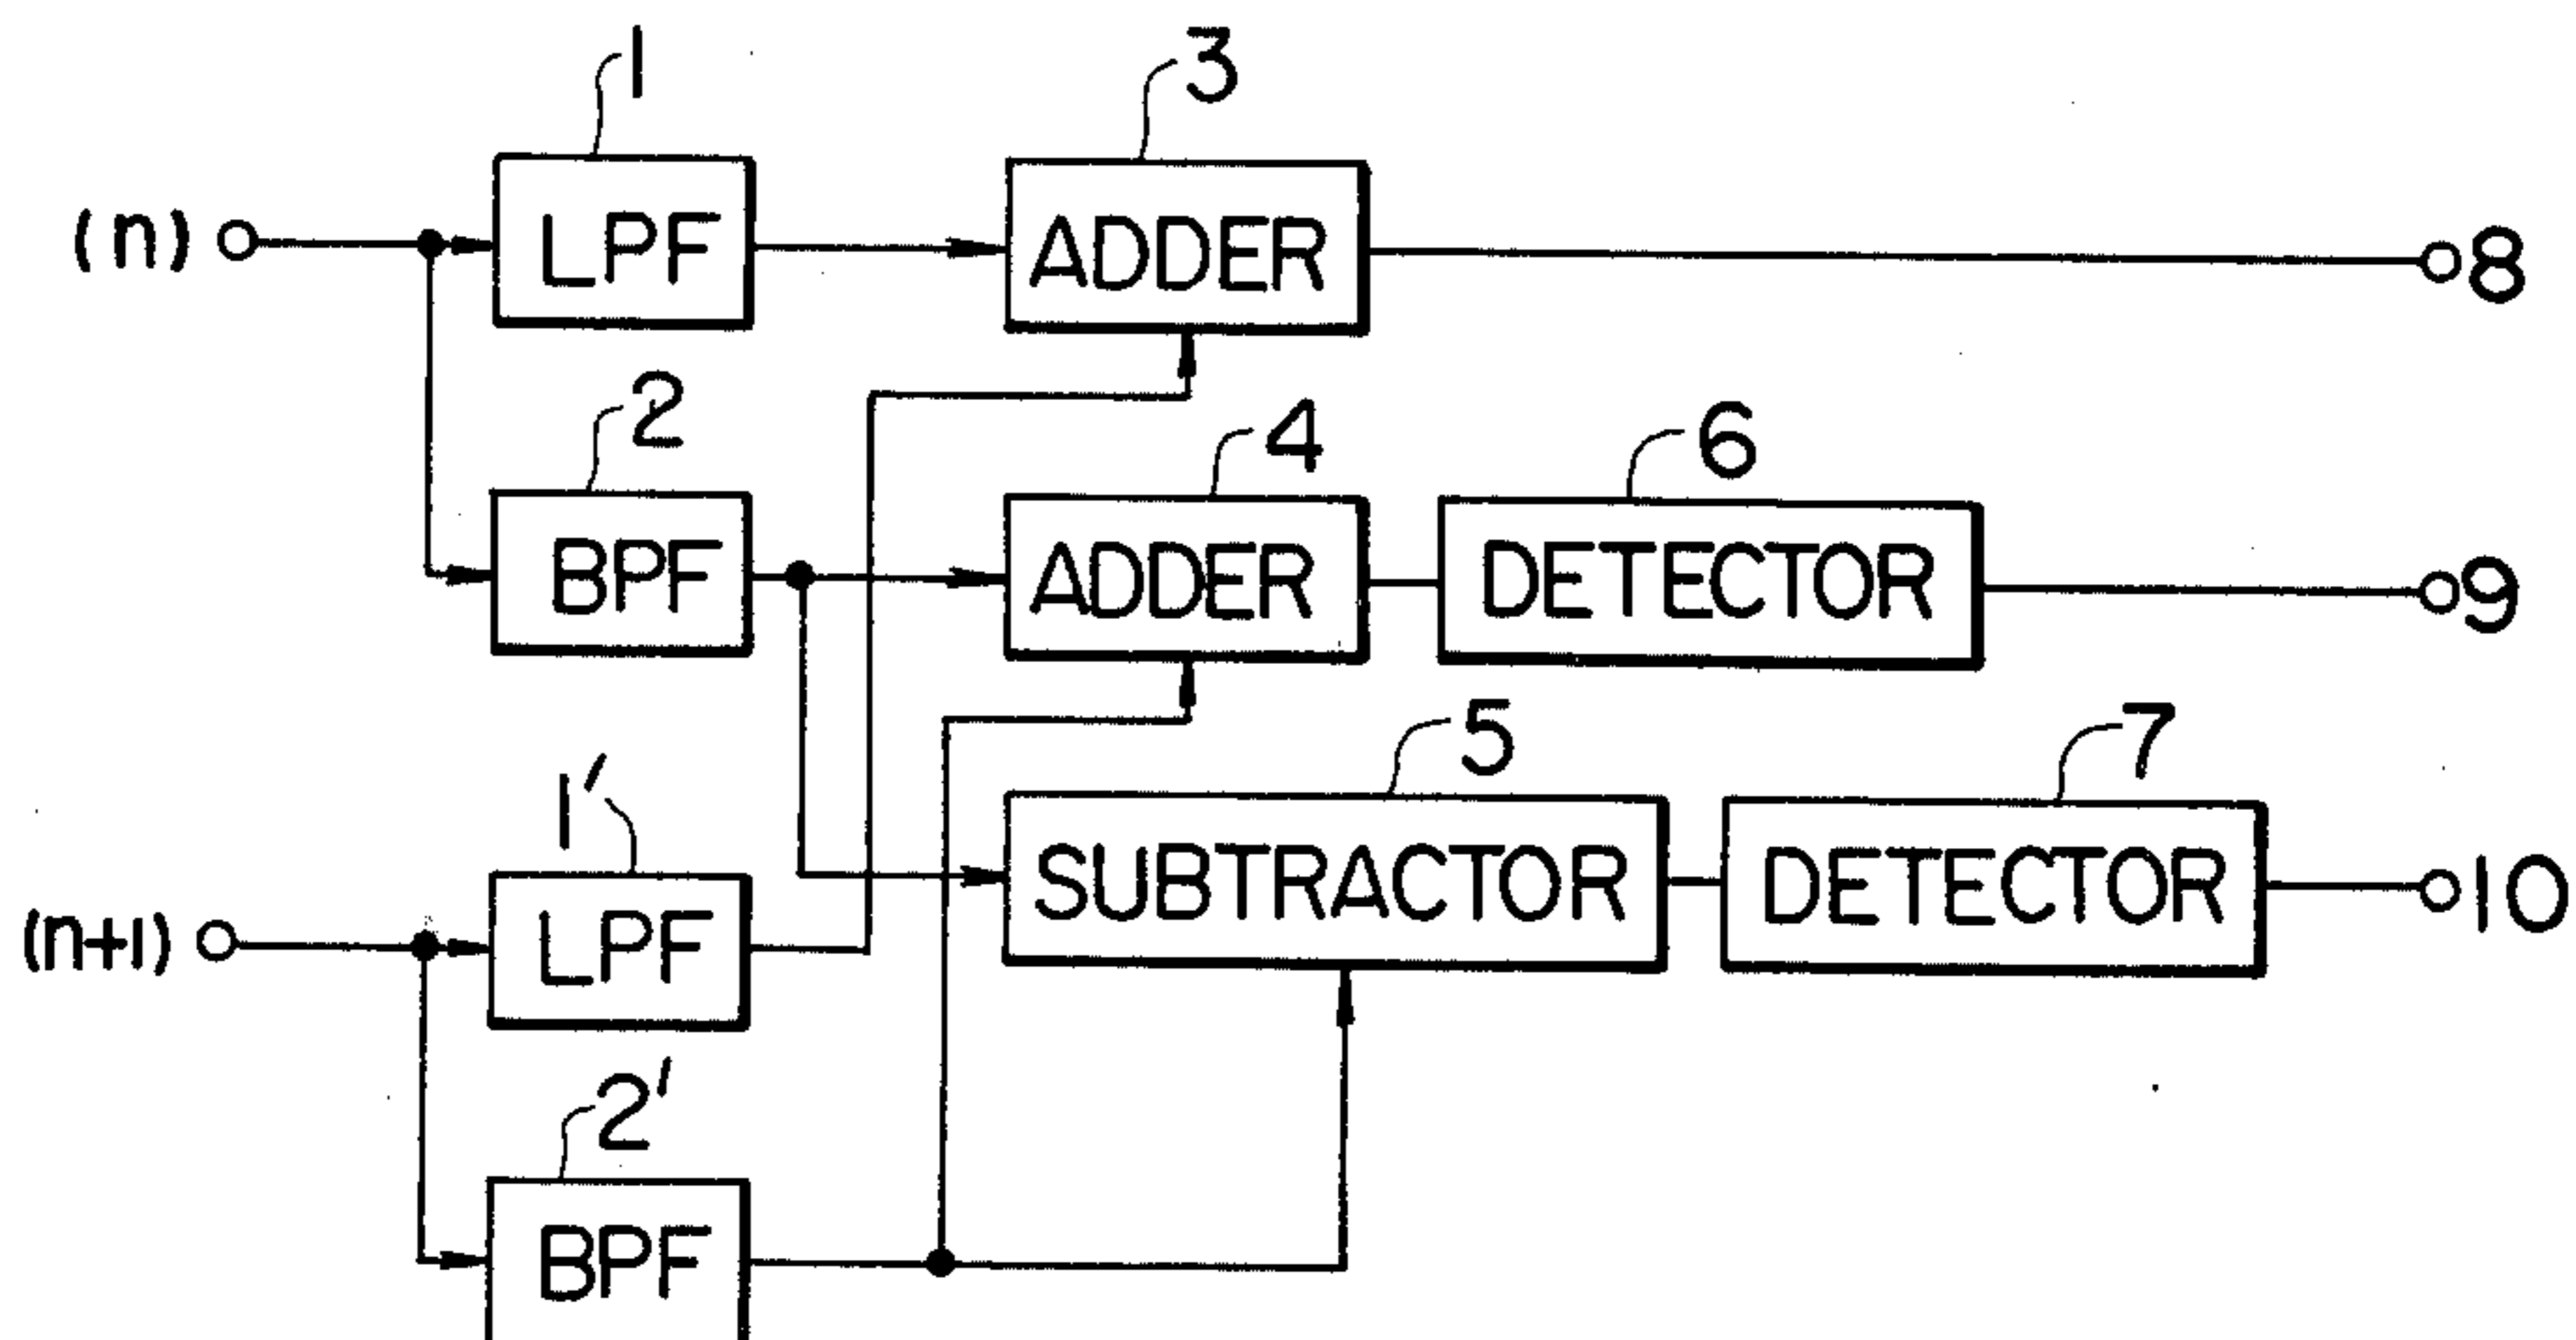 1
3
(n)
LPF
ADDER
8
2
4
6
BPF
ADDER
DETECTOR
9
1'
5
7
(n+1)
LPF
SUBTRACTOR
DETECTOR
10
2'
BPF